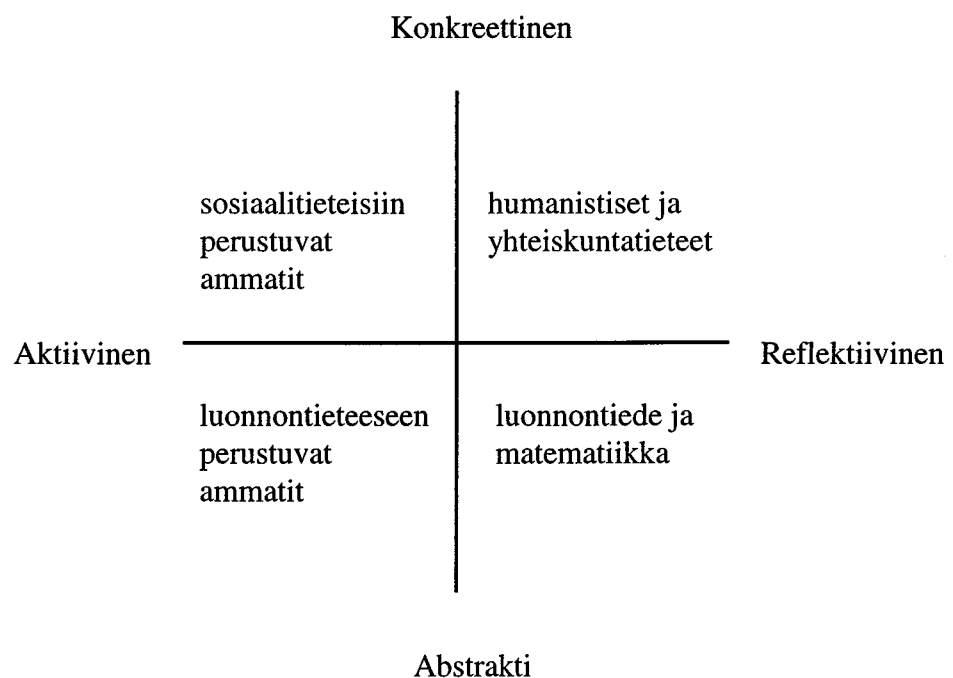 Konkreettinen
sosiaalitieteisiin
perustuvat
ammatit
humanistiset ja
yhteiskuntatieteet
Aktiivinen
Reflektiivinen
luonnontieteeseen
perustuvat
ammatit
luonnontiede ja
matematiikka
Abstrakti